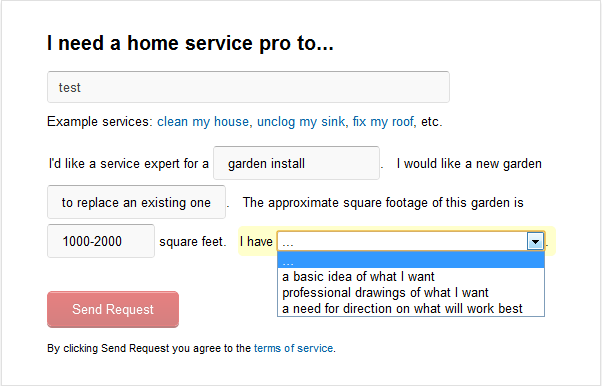 I need a home service pro to...
test
Example services: clean my house, unclog my sink, fix my roof, etc.
I'd like a service expert for a garden install. I would like a new garden
to replace an existing one. The approximate square footage of this garden is
1000-2000 square feet. I have ... .
...
a basic idea of what I want
professional drawings of what I want
a need for direction on what will work best
Send Request
By clicking Send Request you agree to the terms of service.